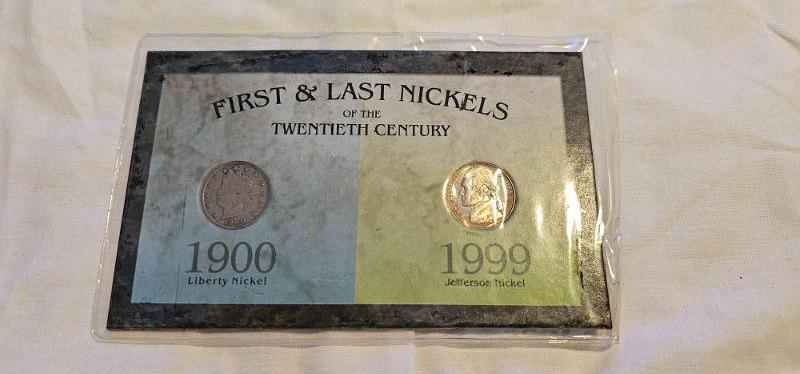 FIRST & LAST NICKELS
OF THE
TWENTIETH CENTURY
1900
Liberty Nickel
1999
Jefferson Nickel